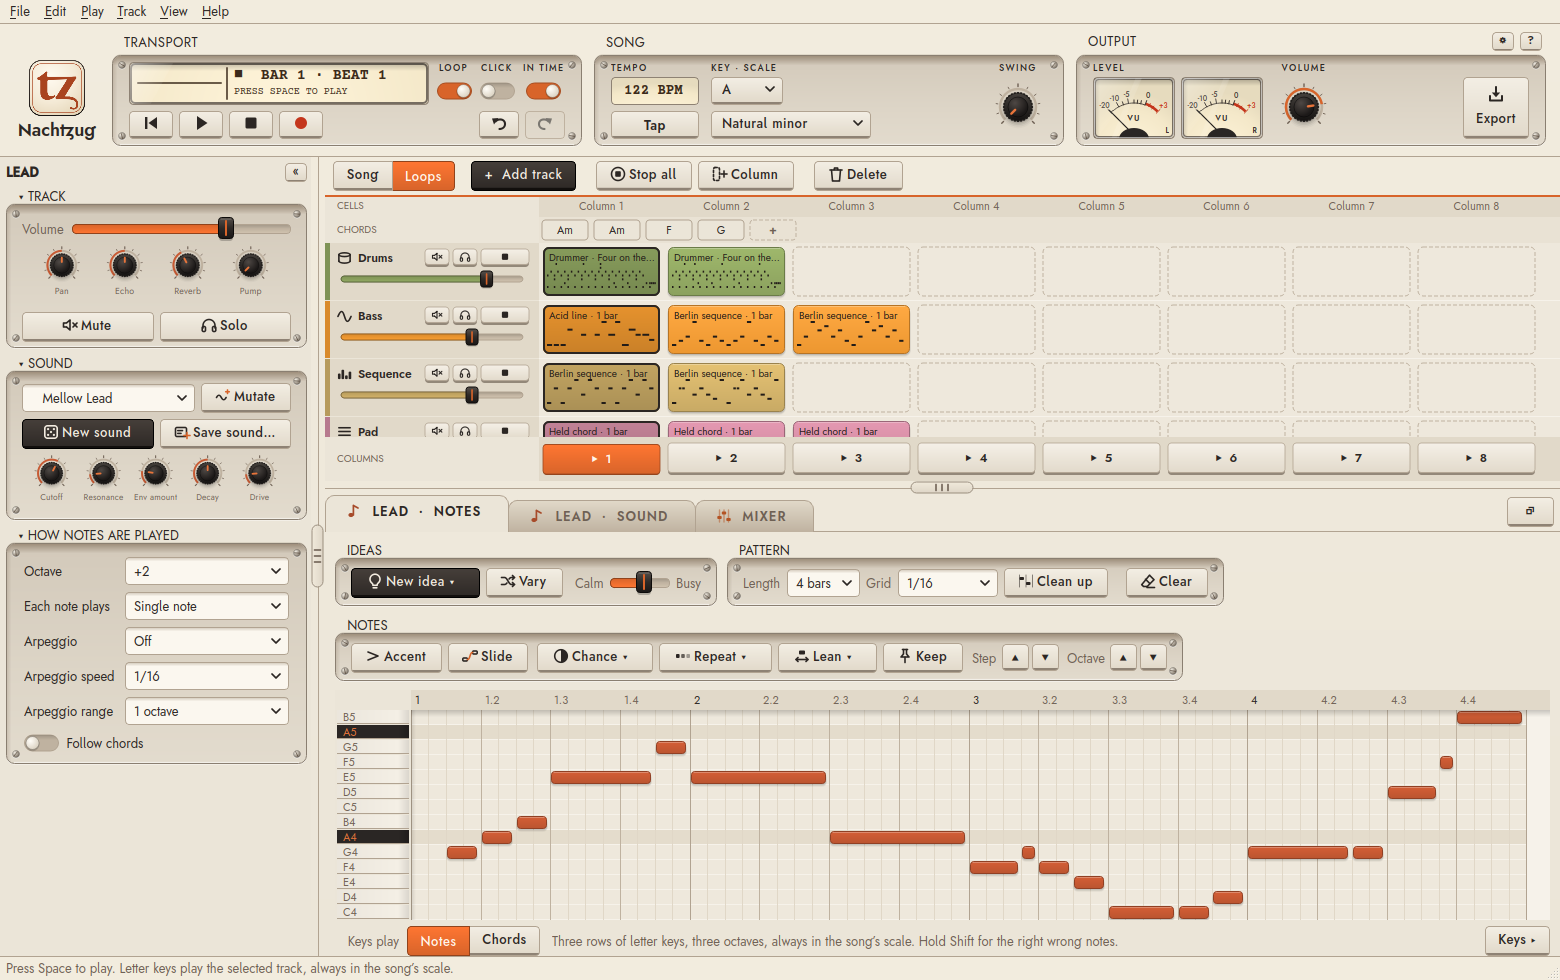 File Edit Play Track View Help
TRANSPORT
SONG
OUTPUT
tz
Nachtzug
BAR 1 · BEAT 1
PRESS SPACE TO PLAY
LOOP CLICK IN TIME
TEMPO
122 BPM
Tap
KEY · SCALE
A
Natural minor
SWING
LEVEL
-20 -10 -5 0 +3
VU
L
-20 -10 -5 0 +3
VU
R
VOLUME
Export
?
LEAD
«
TRACK
Volume
Pan Echo Reverb Pump
Mute Solo
SOUND
Mellow Lead
Mutate
New sound
Save sound...
Cutoff Resonance Env amount Decay Drive
HOW NOTES ARE PLAYED
Octave +2
Each note plays Single note
Arpeggio Off
Arpeggio speed 1/16
Arpeggio range 1 octave
Follow chords
Song Loops + Add track Stop all Column Delete
CELLS Column 1 Column 2 Column 3 Column 4 Column 5 Column 6 Column 7 Column 8
CHORDS Am Am F G +
Drums Drummer · Four on the... Drummer · Four on the...
Bass Acid line · 1 bar Berlin sequence · 1 bar Berlin sequence · 1 bar
Sequence Berlin sequence · 1 bar Berlin sequence · 1 bar
Pad Held chord · 1 bar Held chord · 1 bar Held chord · 1 bar
COLUMNS 1 2 3 4 5 6 7 8
LEAD · NOTES LEAD · SOUND MIXER
IDEAS
New idea Vary Calm Busy
PATTERN
Length 4 bars Grid 1/16 Clean up Clear
NOTES
Accent Slide Chance Repeat Lean Keep Step Octave
1 1.2 1.3 1.4 2 2.2 2.3 2.4 3 3.2 3.3 3.4 4 4.2 4.3 4.4
B5
A5
G5
F5
E5
D5
C5
B4
A4
G4
F4
E4
D4
C4
Keys play Notes Chords Three rows of letter keys, three octaves, always in the song's scale. Hold Shift for the right wrong notes. Keys
Press Space to play. Letter keys play the selected track, always in the song's scale.